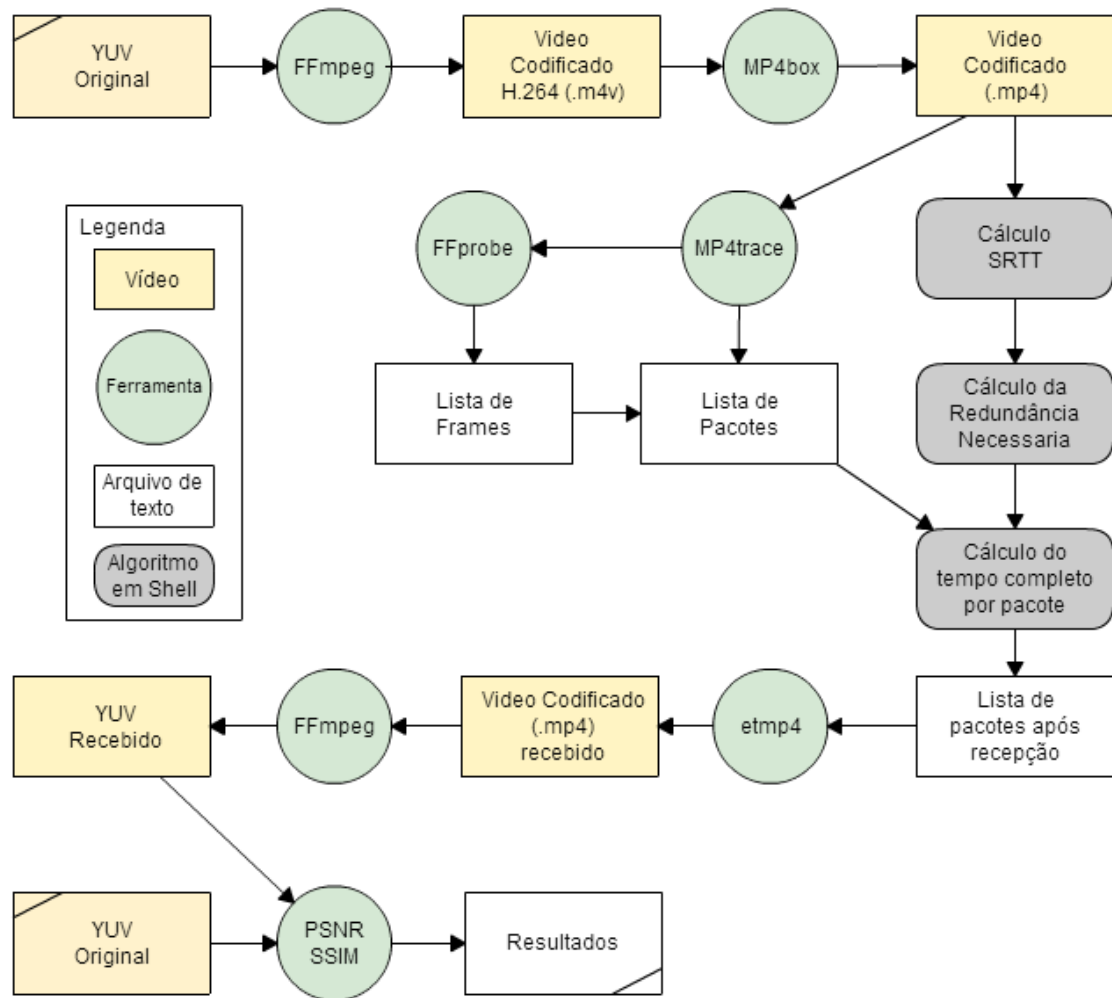 YUV
Original
FFmpeg
Video
Codificado
H.264 (.m4v)
MP4box
Video
Codificado
(.mp4)
Legenda
Vídeo
Ferramenta
Arquivo de
texto
Algoritmo
em Shell
FFprobe
MP4trace
Cálculo
SRTT
Lista de
Frames
Lista de
Pacotes
Cálculo da
Redundância
Necessaria
Cálculo do
tempo completo
por pacote
YUV
Recebido
FFmpeg
Video Codificado
(.mp4)
recebido
etmp4
Lista de
pacotes após
recepção
YUV
Original
PSNR
SSIM
Resultados